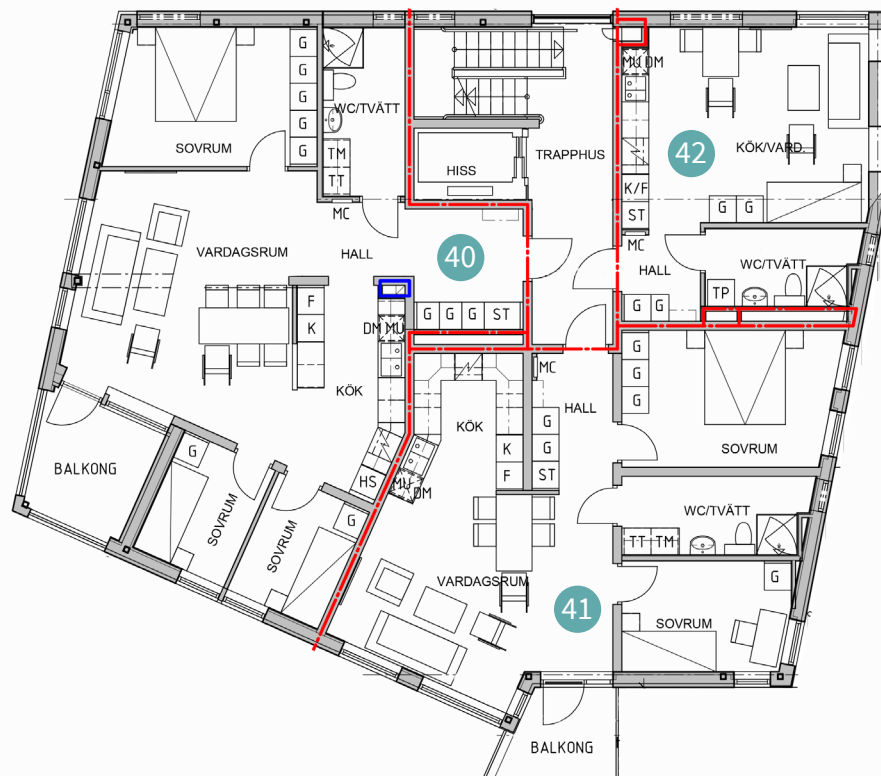 G
G
G
G
G
SOVRUM
WC/TVÄTT
TM
TT
MC
HISS
TRAPPHUS
MU DM
42
KÖK/VARD.
K/F
ST
G G
MC
HALL
WC/TVÄTT
TP
G G
VARDAGSRUM
HALL
40
G G G ST
F
K
DM MU
KÖK
HS
BALKONG
G
SOVRUM
SOVRUM
G
MC
HALL
KÖK
G
G
ST
K
F
MU
DM
VARDAGSRUM
41
G
G
G
SOVRUM
WC/TVÄTT
TT TM
SOVRUM
G
BALKONG